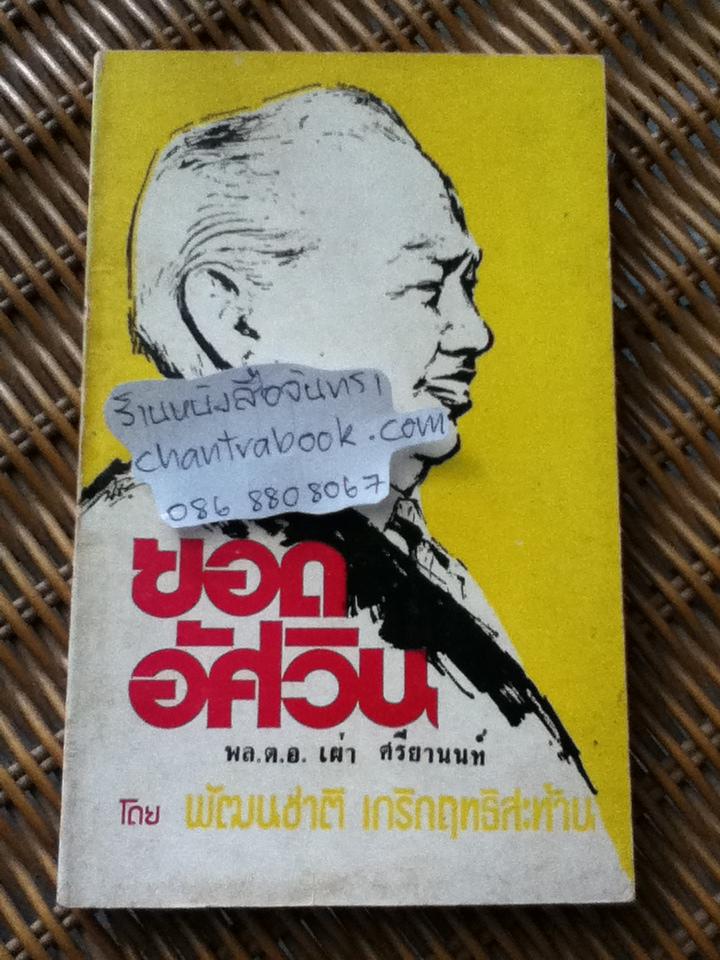 ร้านหนังสือจันทรา
chantrabook.com
086 8808067
ยอด
อัศวิน
พล.ต.อ. เผ่า ศรียานนท์
โดย พัฒนชาติ เกริกฤทธิสะท้าน